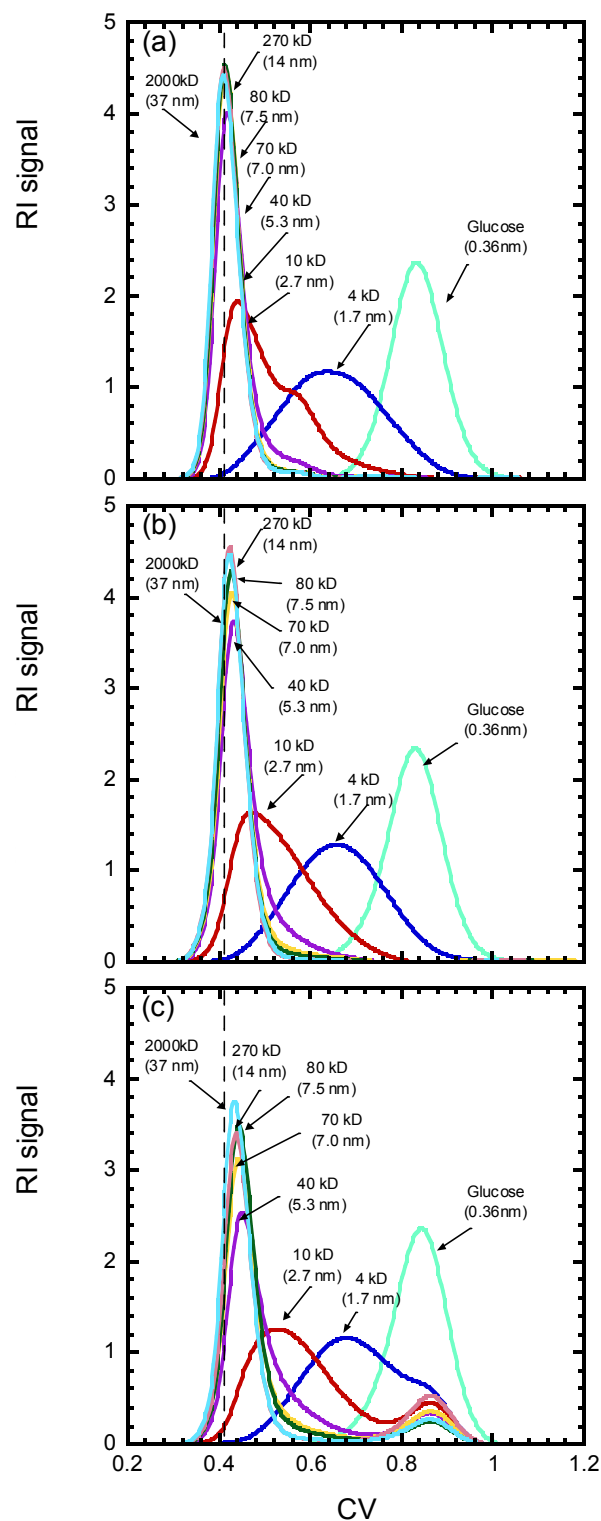 (a)
270 kD
(14 nm)
2000kD
(37 nm)
80 kD
(7.5 nm)
70 kD
(7.0 nm)
40 kD
(5.3 nm)
10 kD
(2.7 nm)
4 kD
(1.7 nm)
Glucose
(0.36nm)
RI signal
5
4
3
2
1
0
(b)
270 kD
(14 nm)
2000kD
(37 nm)
80 kD
(7.5 nm)
70 kD
(7.0 nm)
40 kD
(5.3 nm)
10 kD
(2.7 nm)
4 kD
(1.7 nm)
Glucose
(0.36nm)
RI signal
5
4
3
2
1
0
(c)
2000kD
(37 nm)
270 kD
(14 nm)
80 kD
(7.5 nm)
70 kD
(7.0 nm)
40 kD
(5.3 nm)
10 kD
(2.7 nm)
4 kD
(1.7 nm)
Glucose
(0.36nm)
RI signal
5
4
3
2
1
0
0.2 0.4 0.6 0.8 1 1.2
CV